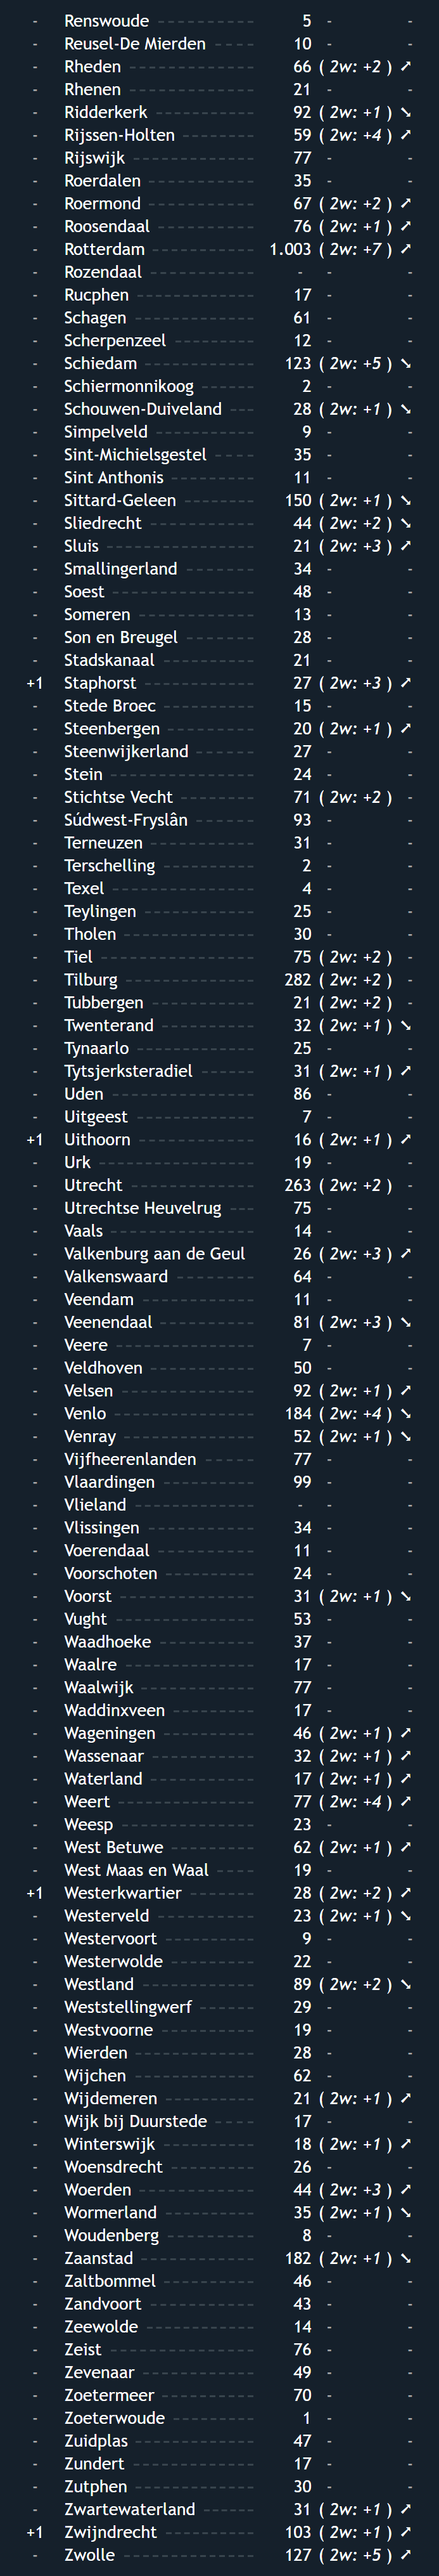 - Renswoude ----------- 5 - -
- Reusel-De Mierden ----- 10 - -
- Rheden -------------- 66 ( 2w: +2 ) ⤤
- Rhenen -------------- 21 - -
- Ridderkerk ----------- 92 ( 2w: +1 ) ⤥
- Rijssen-Holten --------- 59 ( 2w: +4 ) ⤤
- Rijswijk -------------- 77 - -
- Roerdalen ------------ 35 - -
- Roermond ------------ 67 ( 2w: +2 ) ⤤
- Roosendaal ----------- 76 ( 2w: +1 ) ⤤
- Rotterdam ------------ 1.003 ( 2w: +7 ) ⤤
- Rozendaal ------------ - - -
- Rucphen ------------- 17 - -
- Schagen -------------- 61 - -
- Scherpenzeel --------- 12 - -
- Schiedam ------------- 123 ( 2w: +5 ) ⤥
- Schiermonnikoog ------ 2 - -
- Schouwen-Duiveland --- 28 ( 2w: +1 ) ⤥
- Simpelveld ----------- 9 - -
- Sint-Michielsgestel ----- 35 - -
- Sint Anthonis --------- 11 - -
- Sittard-Geleen -------- 150 ( 2w: +1 ) ⤥
- Sliedrecht ------------ 44 ( 2w: +2 ) ⤥
- Sluis ---------------- 21 ( 2w: +3 ) ⤤
- Smallingerland -------- 34 - -
- Soest ---------------- 48 - -
- Someren ------------- 13 - -
- Son en Breugel -------- 28 - -
- Stadskanaal ---------- 21 - -
+1 Staphorst ------------ 27 ( 2w: +3 ) ⤤
- Stede Broec ---------- 15 - -
- Steenbergen ---------- 20 ( 2w: +1 ) ⤤
- Steenwijkerland ------- 27 - -
- Stein ---------------- 24 - -
- Stichtse Vecht -------- 71 ( 2w: +2 ) -
- Súdwest-Fryslân ------- 93 - -
- Terneuzen ------------ 31 - -
- Terschelling ---------- 2 - -
- Texel ---------------- 4 - -
- Teylingen ------------ 25 - -
- Tholen --------------- 30 - -
- Tiel ----------------- 75 ( 2w: +2 ) -
- Tilburg --------------- 282 ( 2w: +2 ) -
- Tubbergen ------------ 21 ( 2w: +2 ) -
- Twenterand ----------- 32 ( 2w: +1 ) ⤥
- Tynaarlo ------------- 25 - -
- Tytsjerksteradiel ------ 31 ( 2w: +1 ) ⤤
- Uden ---------------- 86 - -
- Uitgeest ------------- 7 - -
+1 Uithoorn ------------- 16 ( 2w: +1 ) ⤤
- Urk ----------------- 19 - -
- Utrecht -------------- 263 ( 2w: +2 ) -
- Utrechtse Heuvelrug --- 75 - -
- Vaals ---------------- 14 - -
- Valkenburg aan de Geul 26 ( 2w: +3 ) ⤤
- Valkenswaard --------- 64 - -
- Veendam ------------- 11 - -
- Veenendaal ----------- 81 ( 2w: +3 ) ⤥
- Veere ---------------- 7 - -
- Veldhoven ------------ 50 - -
- Velsen --------------- 92 ( 2w: +1 ) ⤤
- Venlo ---------------- 184 ( 2w: +4 ) ⤥
- Venray --------------- 52 ( 2w: +1 ) ⤥
- Vijfheerenlanden ------ 77 - -
- Vlaardingen ---------- 99 - -
- Vlieland ------------- - - -
- Vlissingen ------------ 34 - -
- Voerendaal ----------- 11 - -
- Voorschoten ---------- 24 - -
- Voorst --------------- 31 ( 2w: +1 ) ⤥
- Vught --------------- 53 - -
- Waadhoeke ----------- 37 - -
- Waalre --------------- 17 - -
- Waalwijk ------------- 77 - -
- Waddinxveen --------- 17 - -
- Wageningen ---------- 46 ( 2w: +1 ) ⤤
- Wassenaar ----------- 32 ( 2w: +1 ) ⤤
- Waterland ------------ 17 ( 2w: +1 ) ⤤
- Weert --------------- 77 ( 2w: +4 ) ⤤
- Weesp --------------- 23 - -
- West Betuwe --------- 62 ( 2w: +1 ) ⤤
- West Maas en Waal ---- 19 - -
+1 Westerkwartier -------- 28 ( 2w: +2 ) ⤤
- Westerveld ----------- 23 ( 2w: +1 ) ⤥
- Westervoort ---------- 9 - -
- Westerwolde ---------- 22 - -
- Westland ------------- 89 ( 2w: +2 ) ⤥
- Weststellingwerf ------ 29 - -
- Westvoorne ----------- 19 - -
- Wierden ------------- 28 - -
- Wijchen -------------- 62 - -
- Wijdemeren ---------- 21 ( 2w: +1 ) ⤤
- Wijk bij Duurstede ----- 17 - -
- Winterswijk ---------- 18 ( 2w: +1 ) ⤤
- Woensdrecht --------- 26 - -
- Woerden ------------- 44 ( 2w: +3 ) ⤤
- Wormerland ---------- 35 ( 2w: +1 ) ⤥
- Woudenberg ---------- 8 - -
- Zaanstad ------------- 182 ( 2w: +1 ) ⤥
- Zaltbommel ---------- 46 - -
- Zandvoort ------------ 43 - -
- Zeewolde ------------ 14 - -
- Zeist ---------------- 76 - -
- Zevenaar ------------- 49 - -
- Zoetermeer ---------- 70 - -
- Zoeterwoude --------- 1 - -
- Zuidplas ------------- 47 - -
- Zundert ------------- 17 - -
- Zutphen ------------- 30 - -
- Zwartewaterland ------ 31 ( 2w: +1 ) ⤤
+1 Zwijndrecht ---------- 103 ( 2w: +1 ) ⤤
- Zwolle --------------- 127 ( 2w: +5 ) ⤤